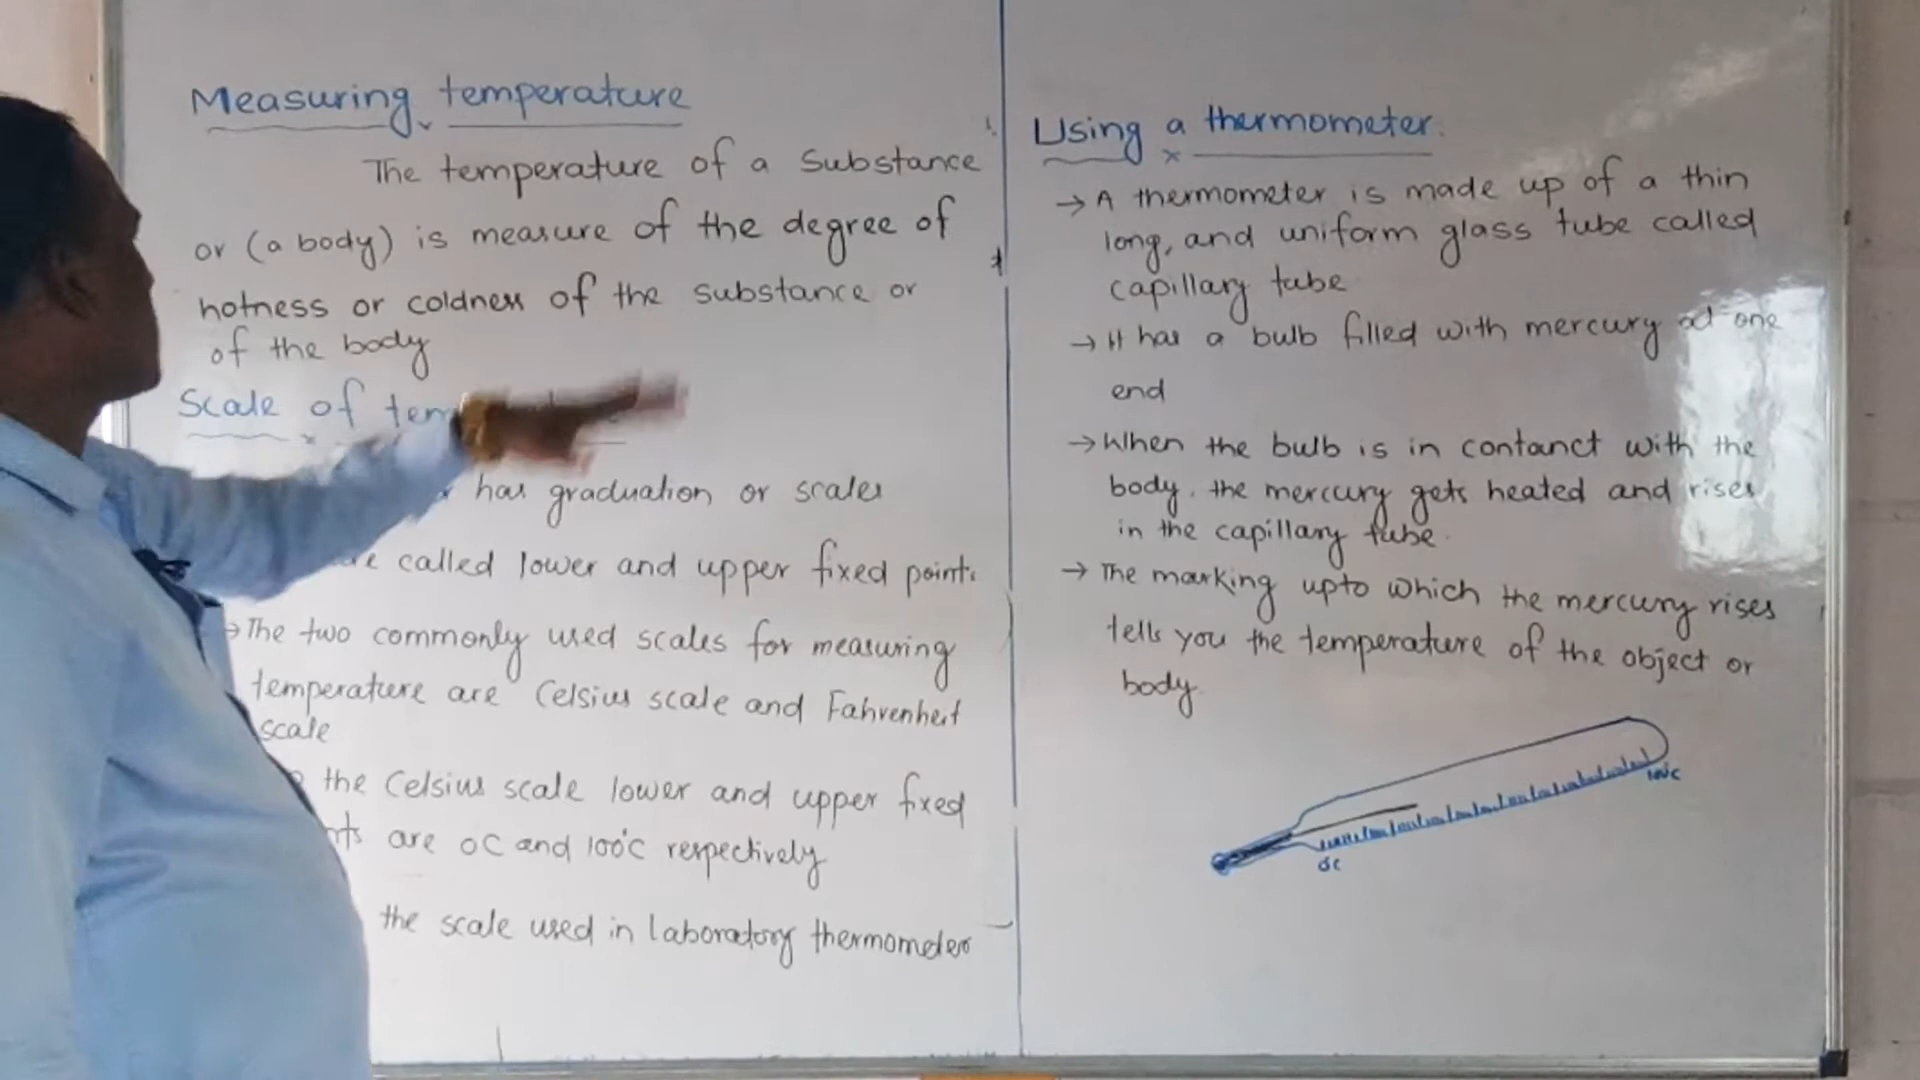 Measuring temperature
The temperature of a substance
or (a body) is measure of the degree of
hotness or coldness of the substance or
of the body
Scale of
has graduation or scales
called lower and upper fixed points
→ The two commonly used scales for measuring
temperature are Celsius scale and Fahrenheit
scale
the Celsius scale lower and upper fixed
are 0C and 100°C respectively
the scale used in laboratory thermometer
Using a thermometer.
→ A thermometer is made up of a thin
long, and uniform glass tube called
capillary tube
→ It has a bulb filled with mercury at one
end
→ When the bulb is in contanct with the
body. the mercury gets heated and rises
in the capillary tube.
→ The marking upto which the mercury rises
tells you the temperature of the object or
body
100°C
0°C